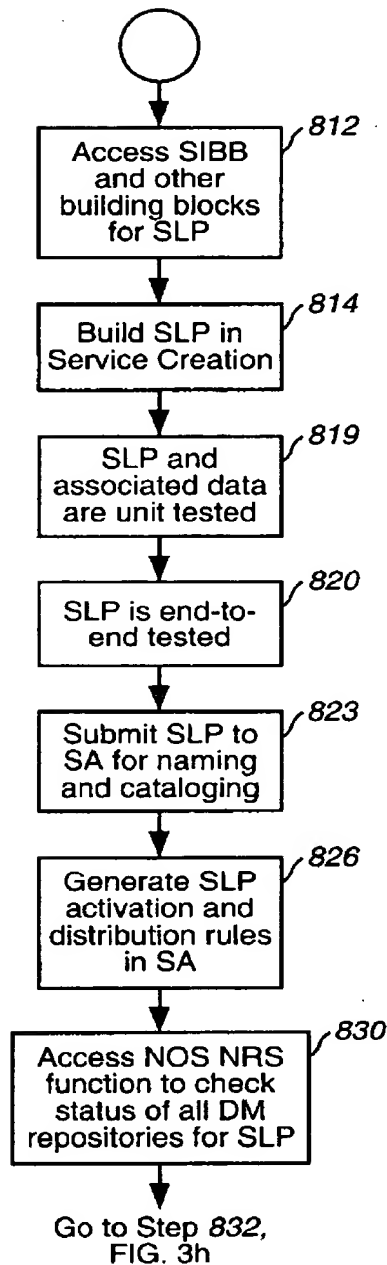 812
Access SIBB
and other
building blocks
for SLP
814
Build SLP in
Service Creation
819
SLP and
associated data
are unit tested
820
SLP is end-to-
end tested
823
Submit SLP to
SA for naming
and cataloging
826
Generate SLP
activation and
distribution rules
in SA
830
Access NOS NRS
function to check
status of all DM
repositories for SLP
Go to Step 832,
FIG. 3h